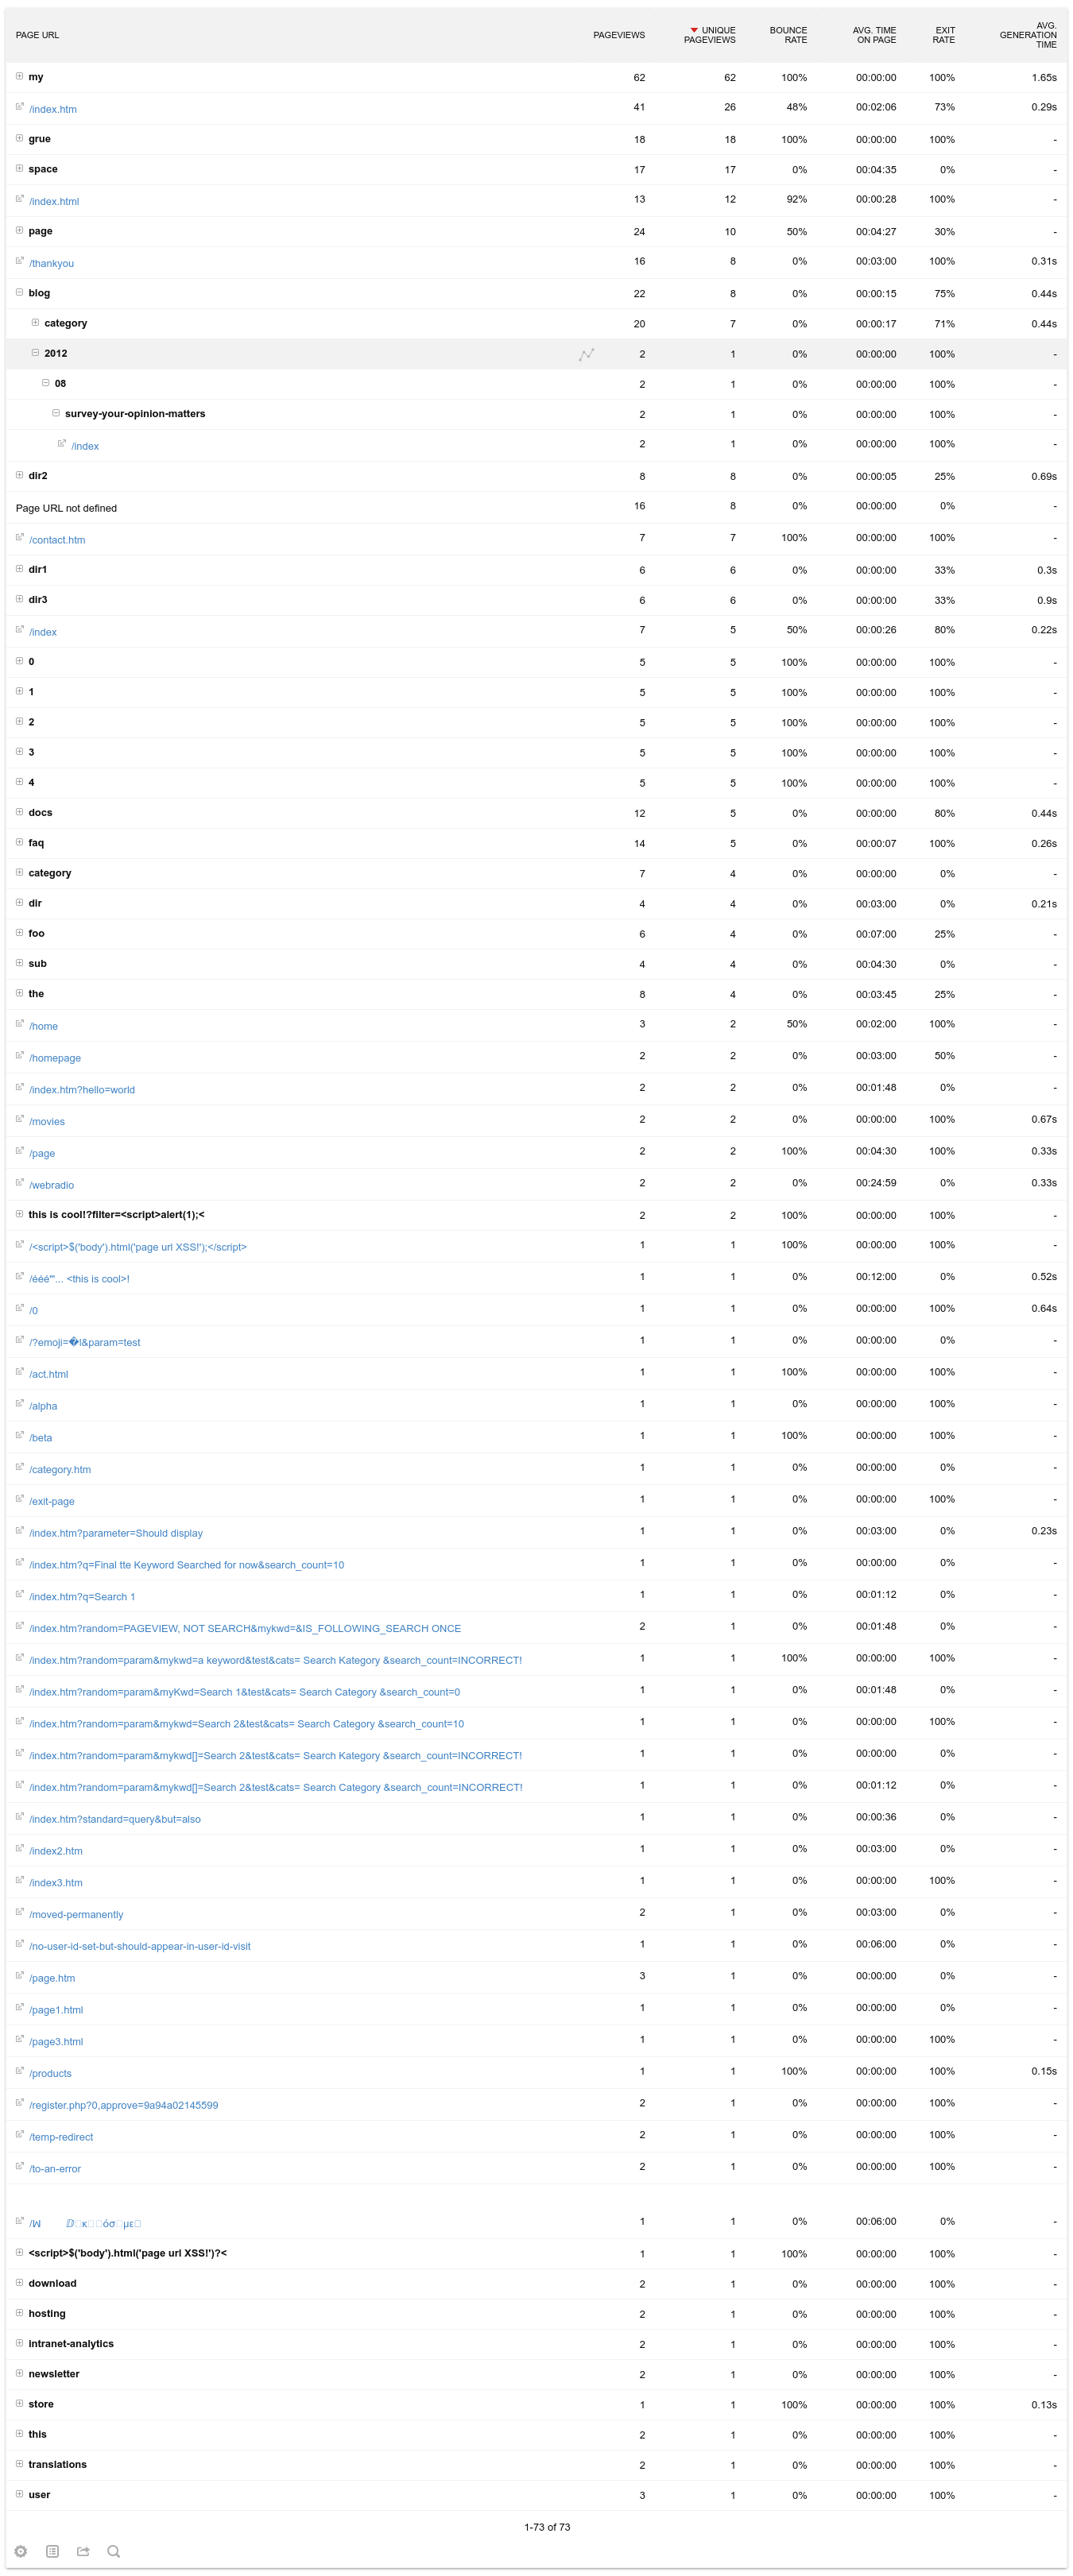 PAGE URL PAGEVIEWS UNIQUE PAGEVIEWS BOUNCE RATE AVG. TIME ON PAGE EXIT RATE AVG. GENERATION TIME
my 62 62 100% 00:00:00 100% 1.65s
/index.htm 41 26 48% 00:02:06 73% 0.29s
grue 18 18 100% 00:00:00 100% -
space 17 17 0% 00:04:35 0% -
/index.html 13 12 92% 00:00:28 100% -
page 24 10 50% 00:04:27 30% -
/thankyou 16 8 0% 00:03:00 100% 0.31s
blog 22 8 0% 00:00:15 75% 0.44s
category 20 7 0% 00:00:17 71% 0.44s
2012 2 1 0% 00:00:00 100% -
08 2 1 0% 00:00:00 100% -
survey-your-opinion-matters 2 1 0% 00:00:00 100% -
/index 2 1 0% 00:00:00 100% -
dir2 8 8 0% 00:00:05 25% 0.69s
Page URL not defined 16 8 0% 00:00:00 0% -
/contact.htm 7 7 100% 00:00:00 100% -
dir1 6 6 0% 00:00:00 33% 0.3s
dir3 6 6 0% 00:00:00 33% 0.9s
/index 7 5 50% 00:00:26 80% 0.22s
0 5 5 100% 00:00:00 100% -
1 5 5 100% 00:00:00 100% -
2 5 5 100% 00:00:00 100% -
3 5 5 100% 00:00:00 100% -
4 5 5 100% 00:00:00 100% -
docs 12 5 0% 00:00:00 80% 0.44s
faq 14 5 0% 00:00:07 100% 0.26s
category 7 4 0% 00:00:00 0% -
dir 4 4 0% 00:03:00 0% 0.21s
foo 6 4 0% 00:07:00 25% -
sub 4 4 0% 00:04:30 0% -
the 8 4 0% 00:03:45 25% -
/home 3 2 50% 00:02:00 100% -
/homepage 2 2 0% 00:03:00 50% -
/index.htm?hello=world 2 2 0% 00:01:48 0% -
/movies 2 2 0% 00:00:00 100% 0.67s
/page 2 2 100% 00:04:30 100% 0.33s
/webradio 2 2 0% 00:24:59 0% 0.33s
this is cool!?filter=<script>alert(1);< 2 2 100% 00:00:00 100% -
/<script>$('body').html('page url XSS!');</script> 1 1 100% 00:00:00 100% -
/ééé'"... <this is cool>! 1 1 0% 00:12:00 0% 0.52s
/0 1 1 0% 00:00:00 100% 0.64s
/?emoji=�l&param=test 1 1 0% 00:00:00 0% -
/act.html 1 1 100% 00:00:00 100% -
/alpha 1 1 0% 00:00:00 100% -
/beta 1 1 100% 00:00:00 100% -
/category.htm 1 1 0% 00:00:00 0% -
/exit-page 1 1 0% 00:00:00 100% -
/index.htm?parameter=Should display 1 1 0% 00:03:00 0% 0.23s
/index.htm?q=Final tte Keyword Searched for now&search_count=10 1 1 0% 00:00:00 0% -
/index.htm?q=Search 1 1 1 0% 00:01:12 0% -
/index.htm?random=PAGEVIEW, NOT SEARCH&mykwd=&IS_FOLLOWING_SEARCH ONCE 2 1 0% 00:01:48 0% -
/index.htm?random=param&mykwd=a keyword&test&cats= Search Kategory &search_count=INCORRECT! 1 1 100% 00:00:00 100% -
/index.htm?random=param&myKwd=Search 1&test&cats= Search Category &search_count=0 1 1 0% 00:01:48 0% -
/index.htm?random=param&mykwd=Search 2&test&cats= Search Category &search_count=10 1 1 0% 00:00:00 100% -
/index.htm?random=param&mykwd[]=Search 2&test&cats= Search Kategory &search_count=INCORRECT! 1 1 0% 00:00:00 0% -
/index.htm?random=param&mykwd[]=Search 2&test&cats= Search Category &search_count=INCORRECT! 1 1 0% 00:01:12 0% -
/index.htm?standard=query&but=also 1 1 0% 00:00:36 0% -
/index2.htm 1 1 0% 00:03:00 0% -
/index3.htm 1 1 0% 00:00:00 100% -
/moved-permanently 2 1 0% 00:03:00 0% -
/no-user-id-set-but-should-appear-in-user-id-visit 1 1 0% 00:06:00 0% -
/page.htm 3 1 0% 00:00:00 0% -
/page1.html 1 1 0% 00:00:00 0% -
/page3.html 1 1 0% 00:00:00 100% -
/products 1 1 100% 00:00:00 100% 0.15s
/register.php?0,approve=9a94a02145599 2 1 0% 00:00:00 100% -
/temp-redirect 2 1 0% 00:00:00 100% -
/to-an-error 2 1 0% 00:00:00 100% -
1 1 0% 00:06:00 0% -
<script>$('body').html('page url XSS!')?< 1 1 100% 00:00:00 100% -
download 2 1 0% 00:00:00 100% -
hosting 2 1 0% 00:00:00 100% -
intranet-analytics 2 1 0% 00:00:00 100% -
newsletter 2 1 0% 00:00:00 100% -
store 1 1 100% 00:00:00 100% 0.13s
this 2 1 0% 00:00:00 100% -
translations 2 1 0% 00:00:00 100% -
user 3 1 0% 00:00:00 100% -
1-73 of 73